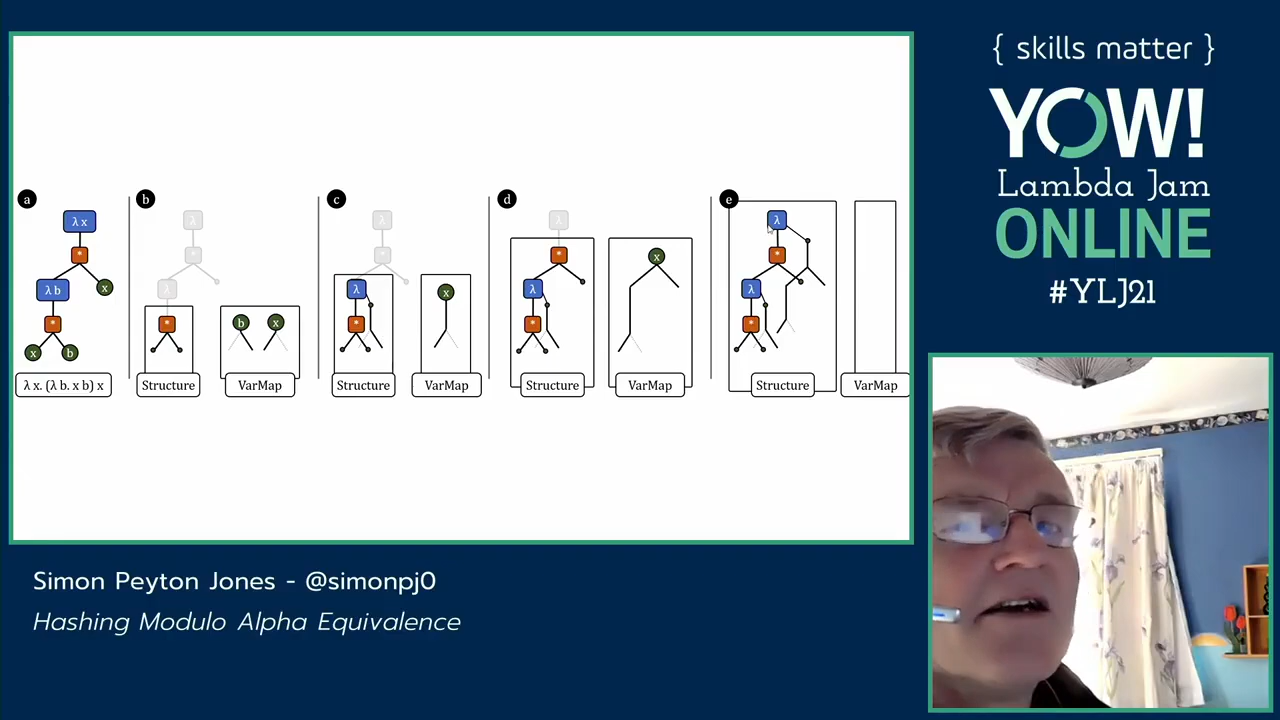 { skills matter }
YOW!
Lambda Jam
ONLINE
#YLJ21
a
b
c
d
e
λ x
*
λ b
x
*
x
b
λ x. (λ b. x b) x
λ
*
λ
*
b
x
Structure
VarMap
λ
*
λ
*
x
Structure
VarMap
λ
*
λ
*
x
Structure
VarMap
λ
*
λ
*
Structure
VarMap
Simon Peyton Jones - @simonpj0
Hashing Modulo Alpha Equivalence